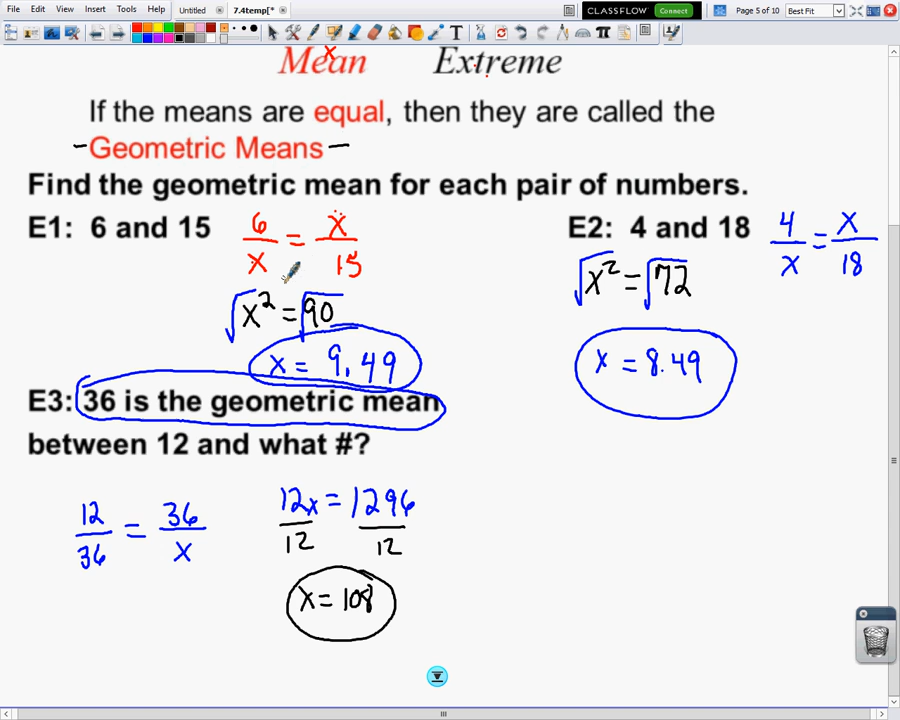 File Edit View Insert Tools Help Untitled 7.4temp[* CLASSFLOW Connect Page 5 of 10 Best Fit
x
Mean Extreme
If the means are equal, then they are called the
-Geometric Means-
Find the geometric mean for each pair of numbers.
E1: 6 and 15
6/x = x/15
√x² = √90
x = 9.49
E2: 4 and 18
4/x = x/18
√x² = √72
x = 8.49
E3: 36 is the geometric mean
between 12 and what #?
12/36 = 36/x
12x = 1296
12 12
x = 108